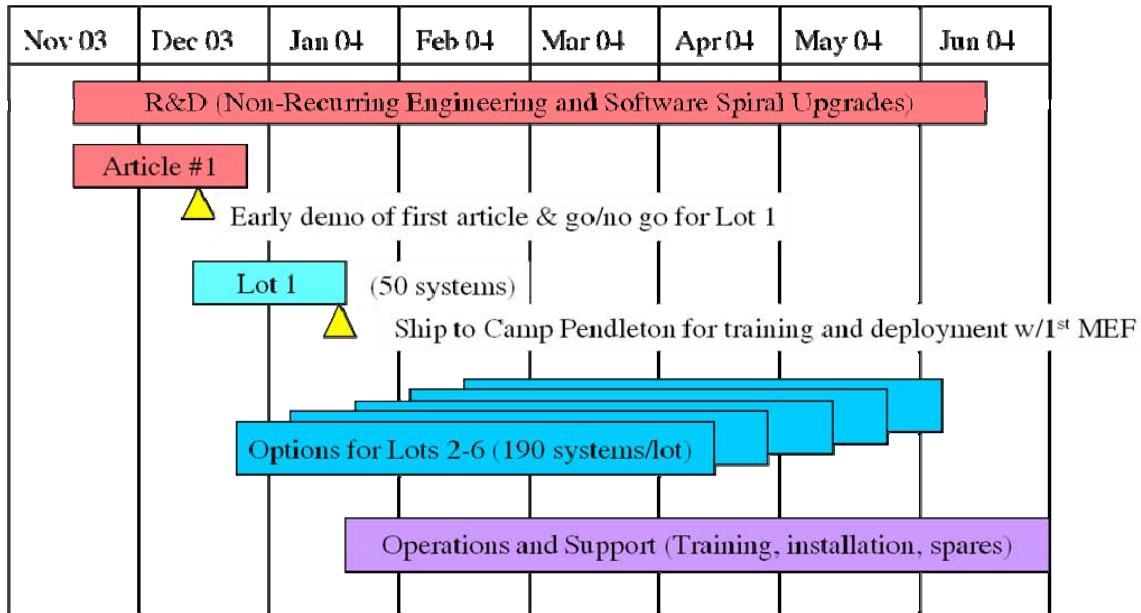 Nov 03 Dec 03 Jan 04 Feb 04 Mar 04 Apr 04 May 04 Jun 04
R&D (Non-Recurring Engineering and Software Spiral Upgrades)
Article #1
Early demo of first article & go/no go for Lot 1
Lot 1 (50 systems)
Ship to Camp Pendleton for training and deployment w/1st MEF
Options for Lots 2-6 (190 systems/lot)
Operations and Support (Training, installation, spares)